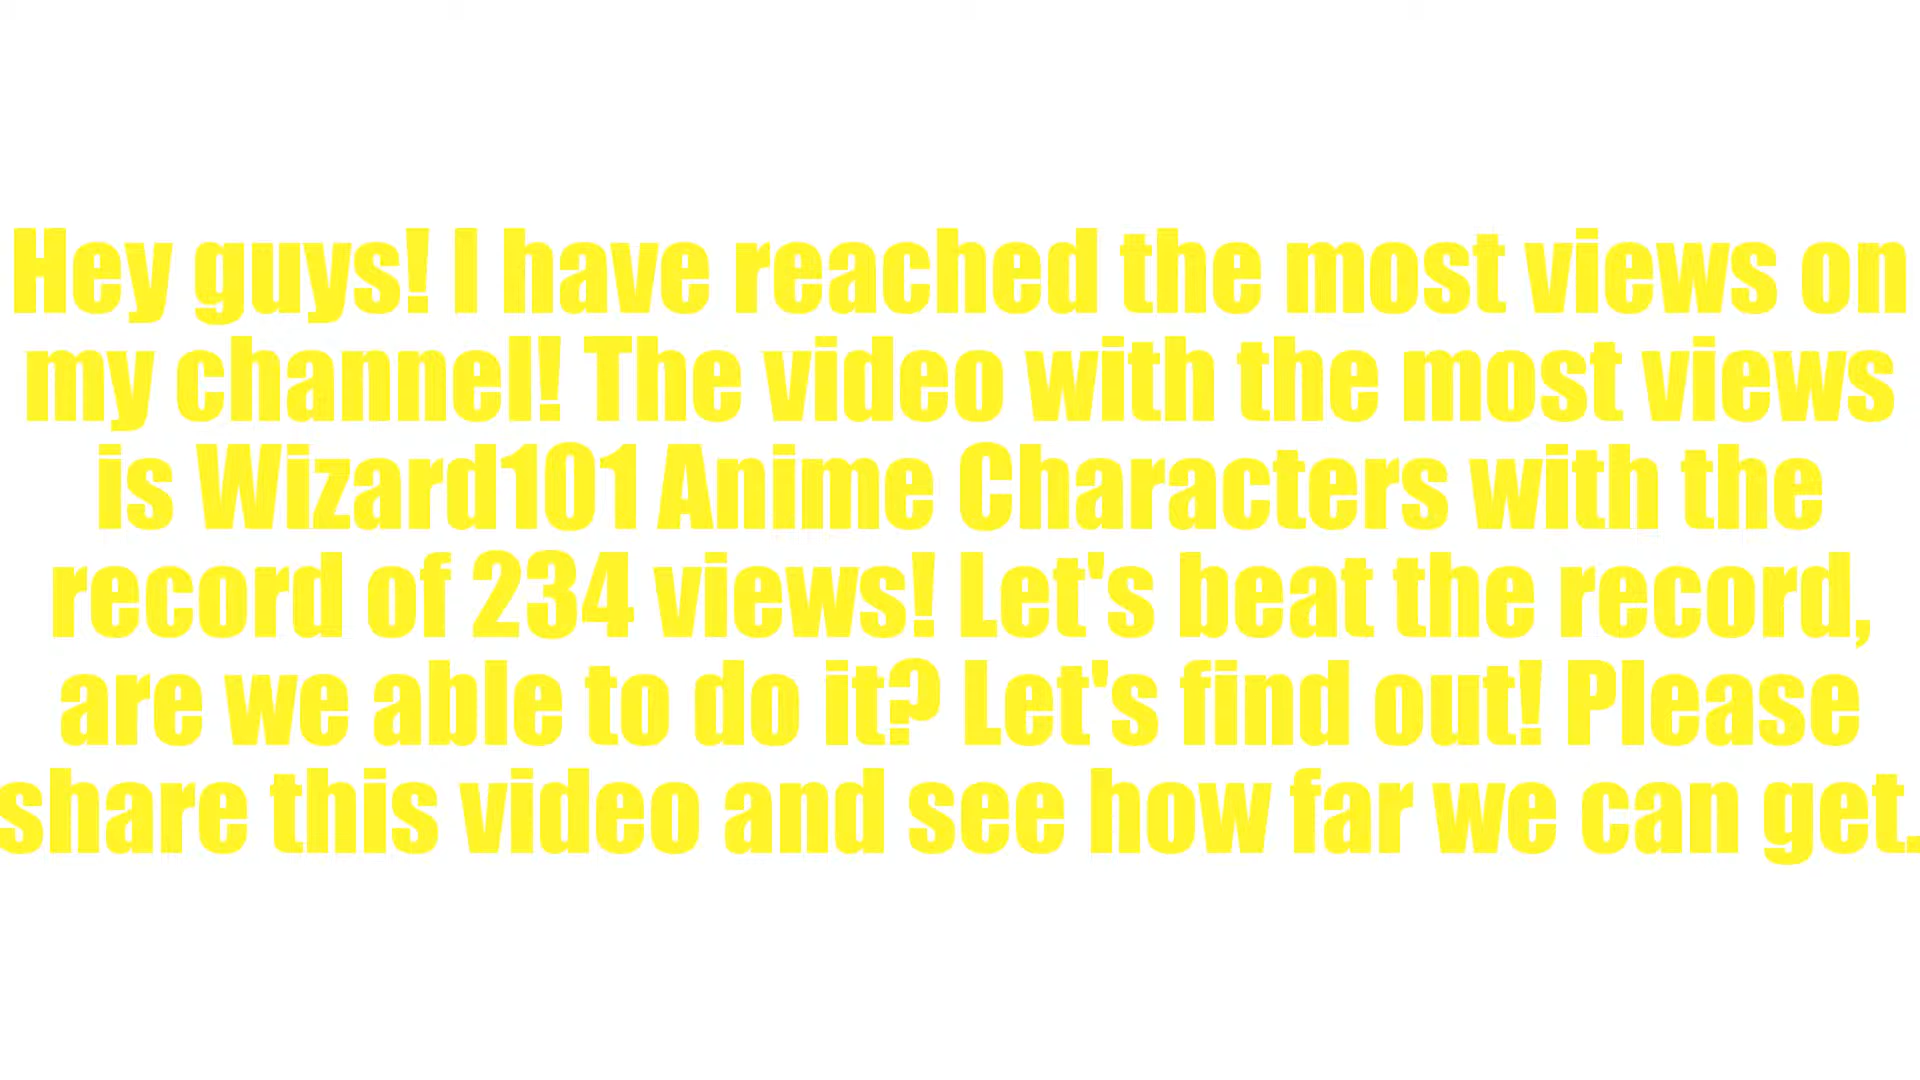 Hey guys! I have reached the most views on
my channel! The video with the most views
is Wizard101 Anime Characters with the
record of 234 views! Let's beat the record,
are we able to do it? Let's find out! Please
share this video and see how far we can get.